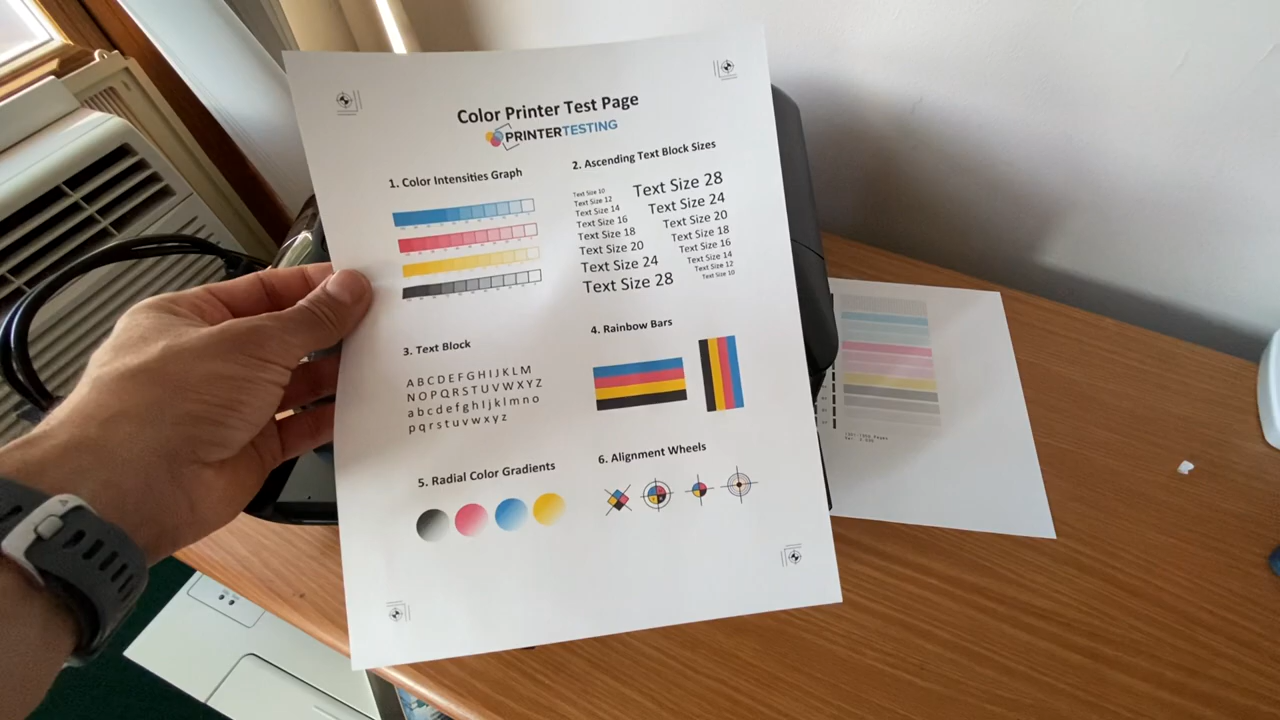 Color Printer Test Page
PRINTERTESTING
1. Color Intensities Graph
2. Ascending Text Block Sizes
Text Size 10
Text Size 12
Text Size 14
Text Size 16
Text Size 18
Text Size 20
Text Size 24
Text Size 28
Text Size 28
Text Size 24
Text Size 20
Text Size 18
Text Size 16
Text Size 14
Text Size 12
Text Size 10
3. Text Block
A B C D E F G H I J K L M
N O P Q R S T U V W X Y Z
a b c d e f g h I j k l m n o
p q r s t u v w x y z
4. Rainbow Bars
5. Radial Color Gradients
6. Alignment Wheels